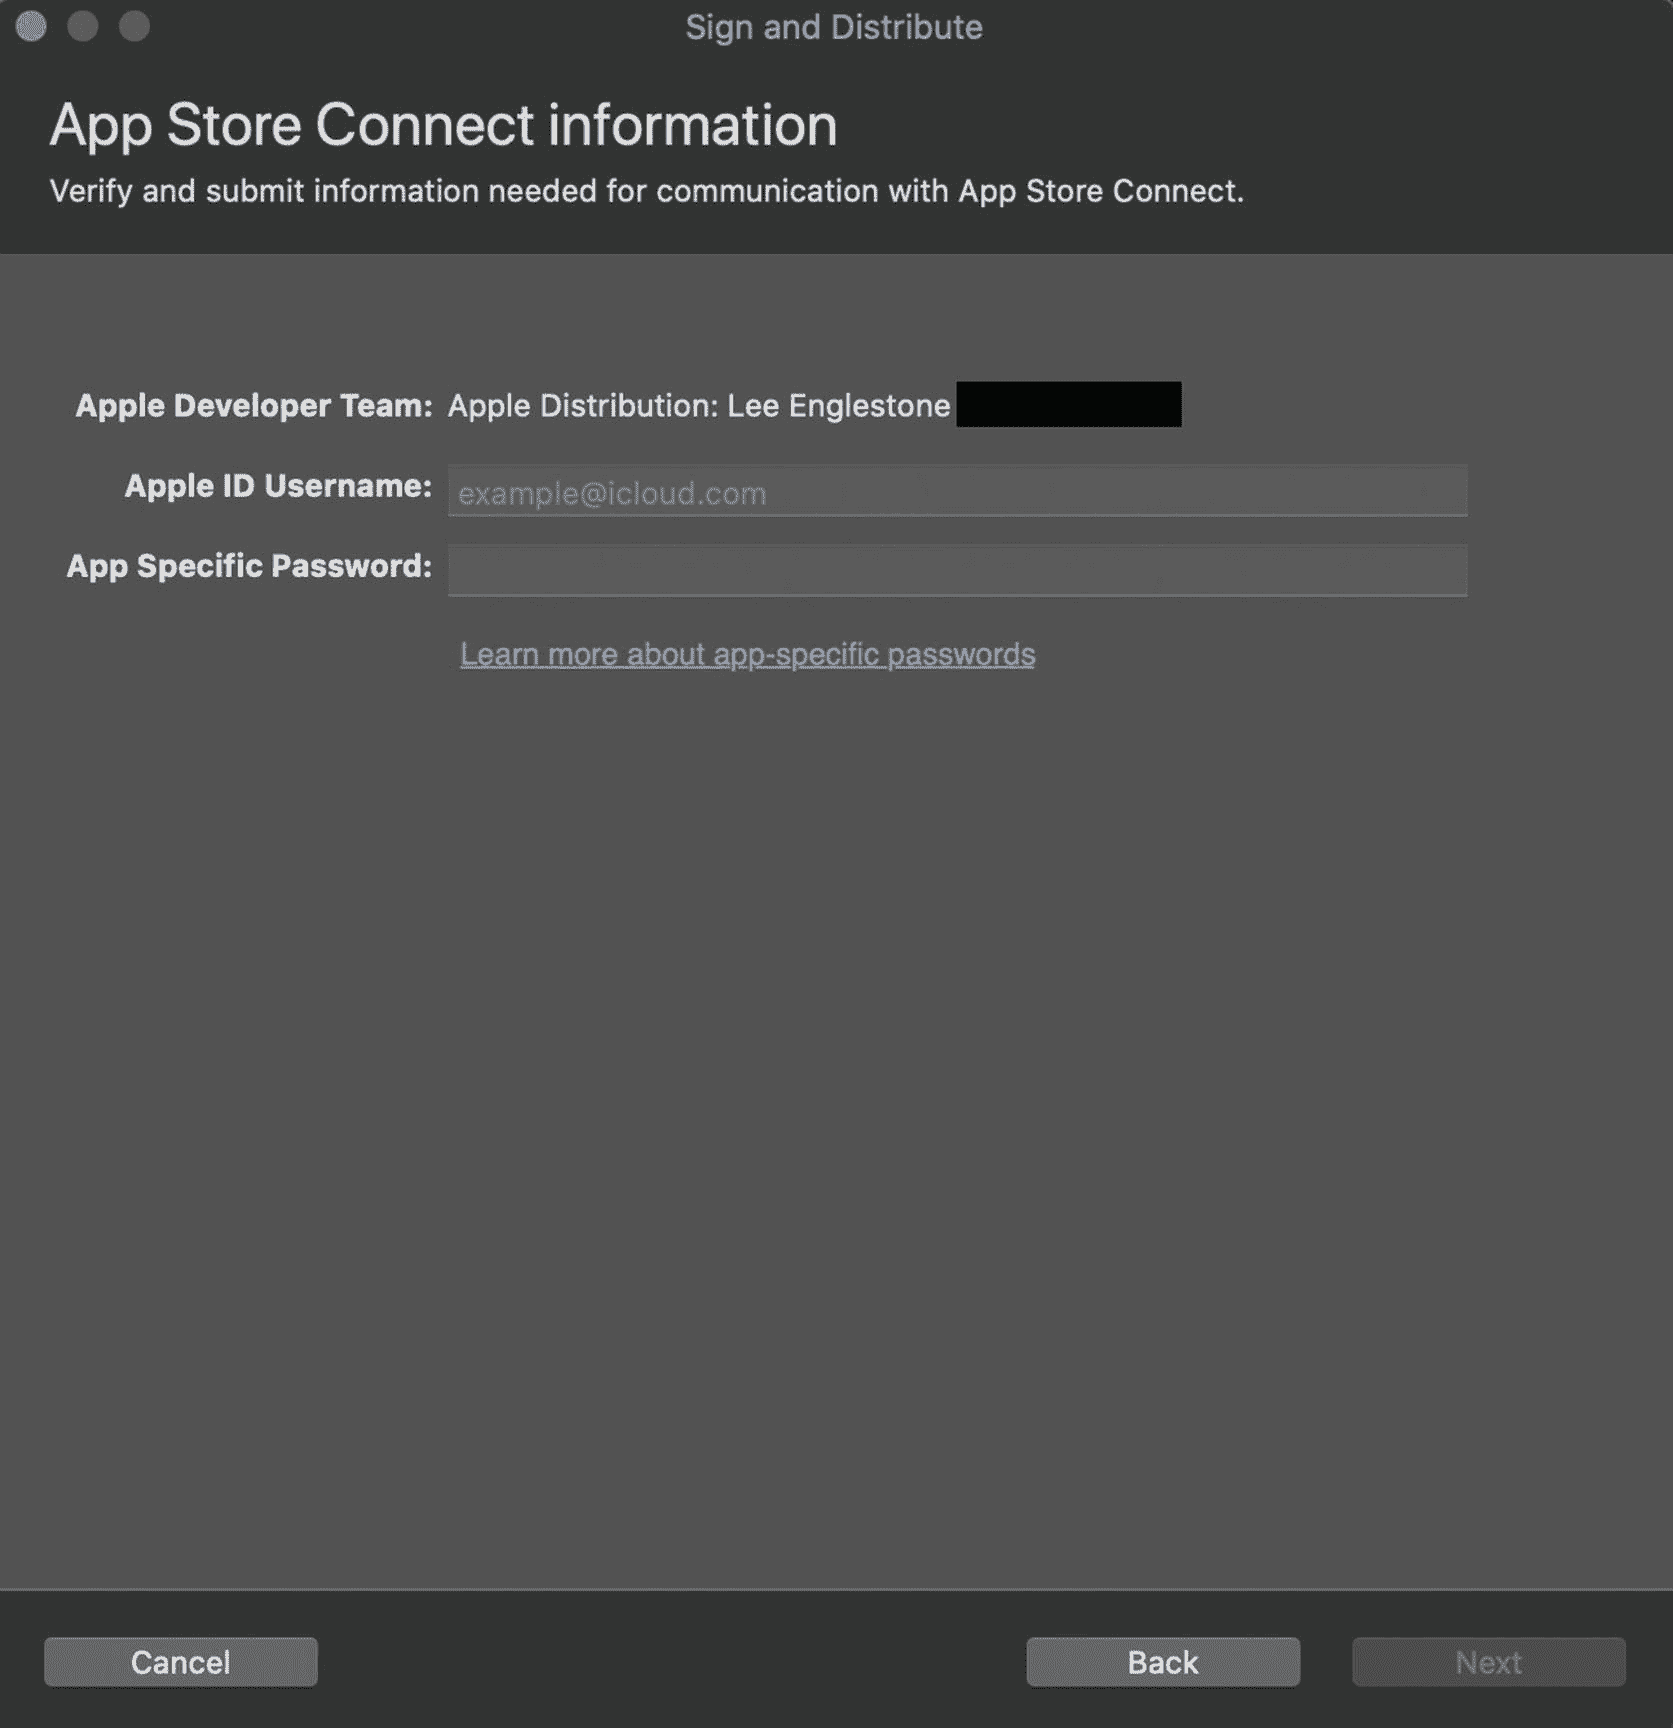 Sign and Distribute
App Store Connect information
Verify and submit information needed for communication with App Store Connect.
Apple Developer Team: Apple Distribution: Lee Englestone
Apple ID Username: example@icloud.com
App Specific Password:
Learn more about app-specific passwords
Cancel Back Next